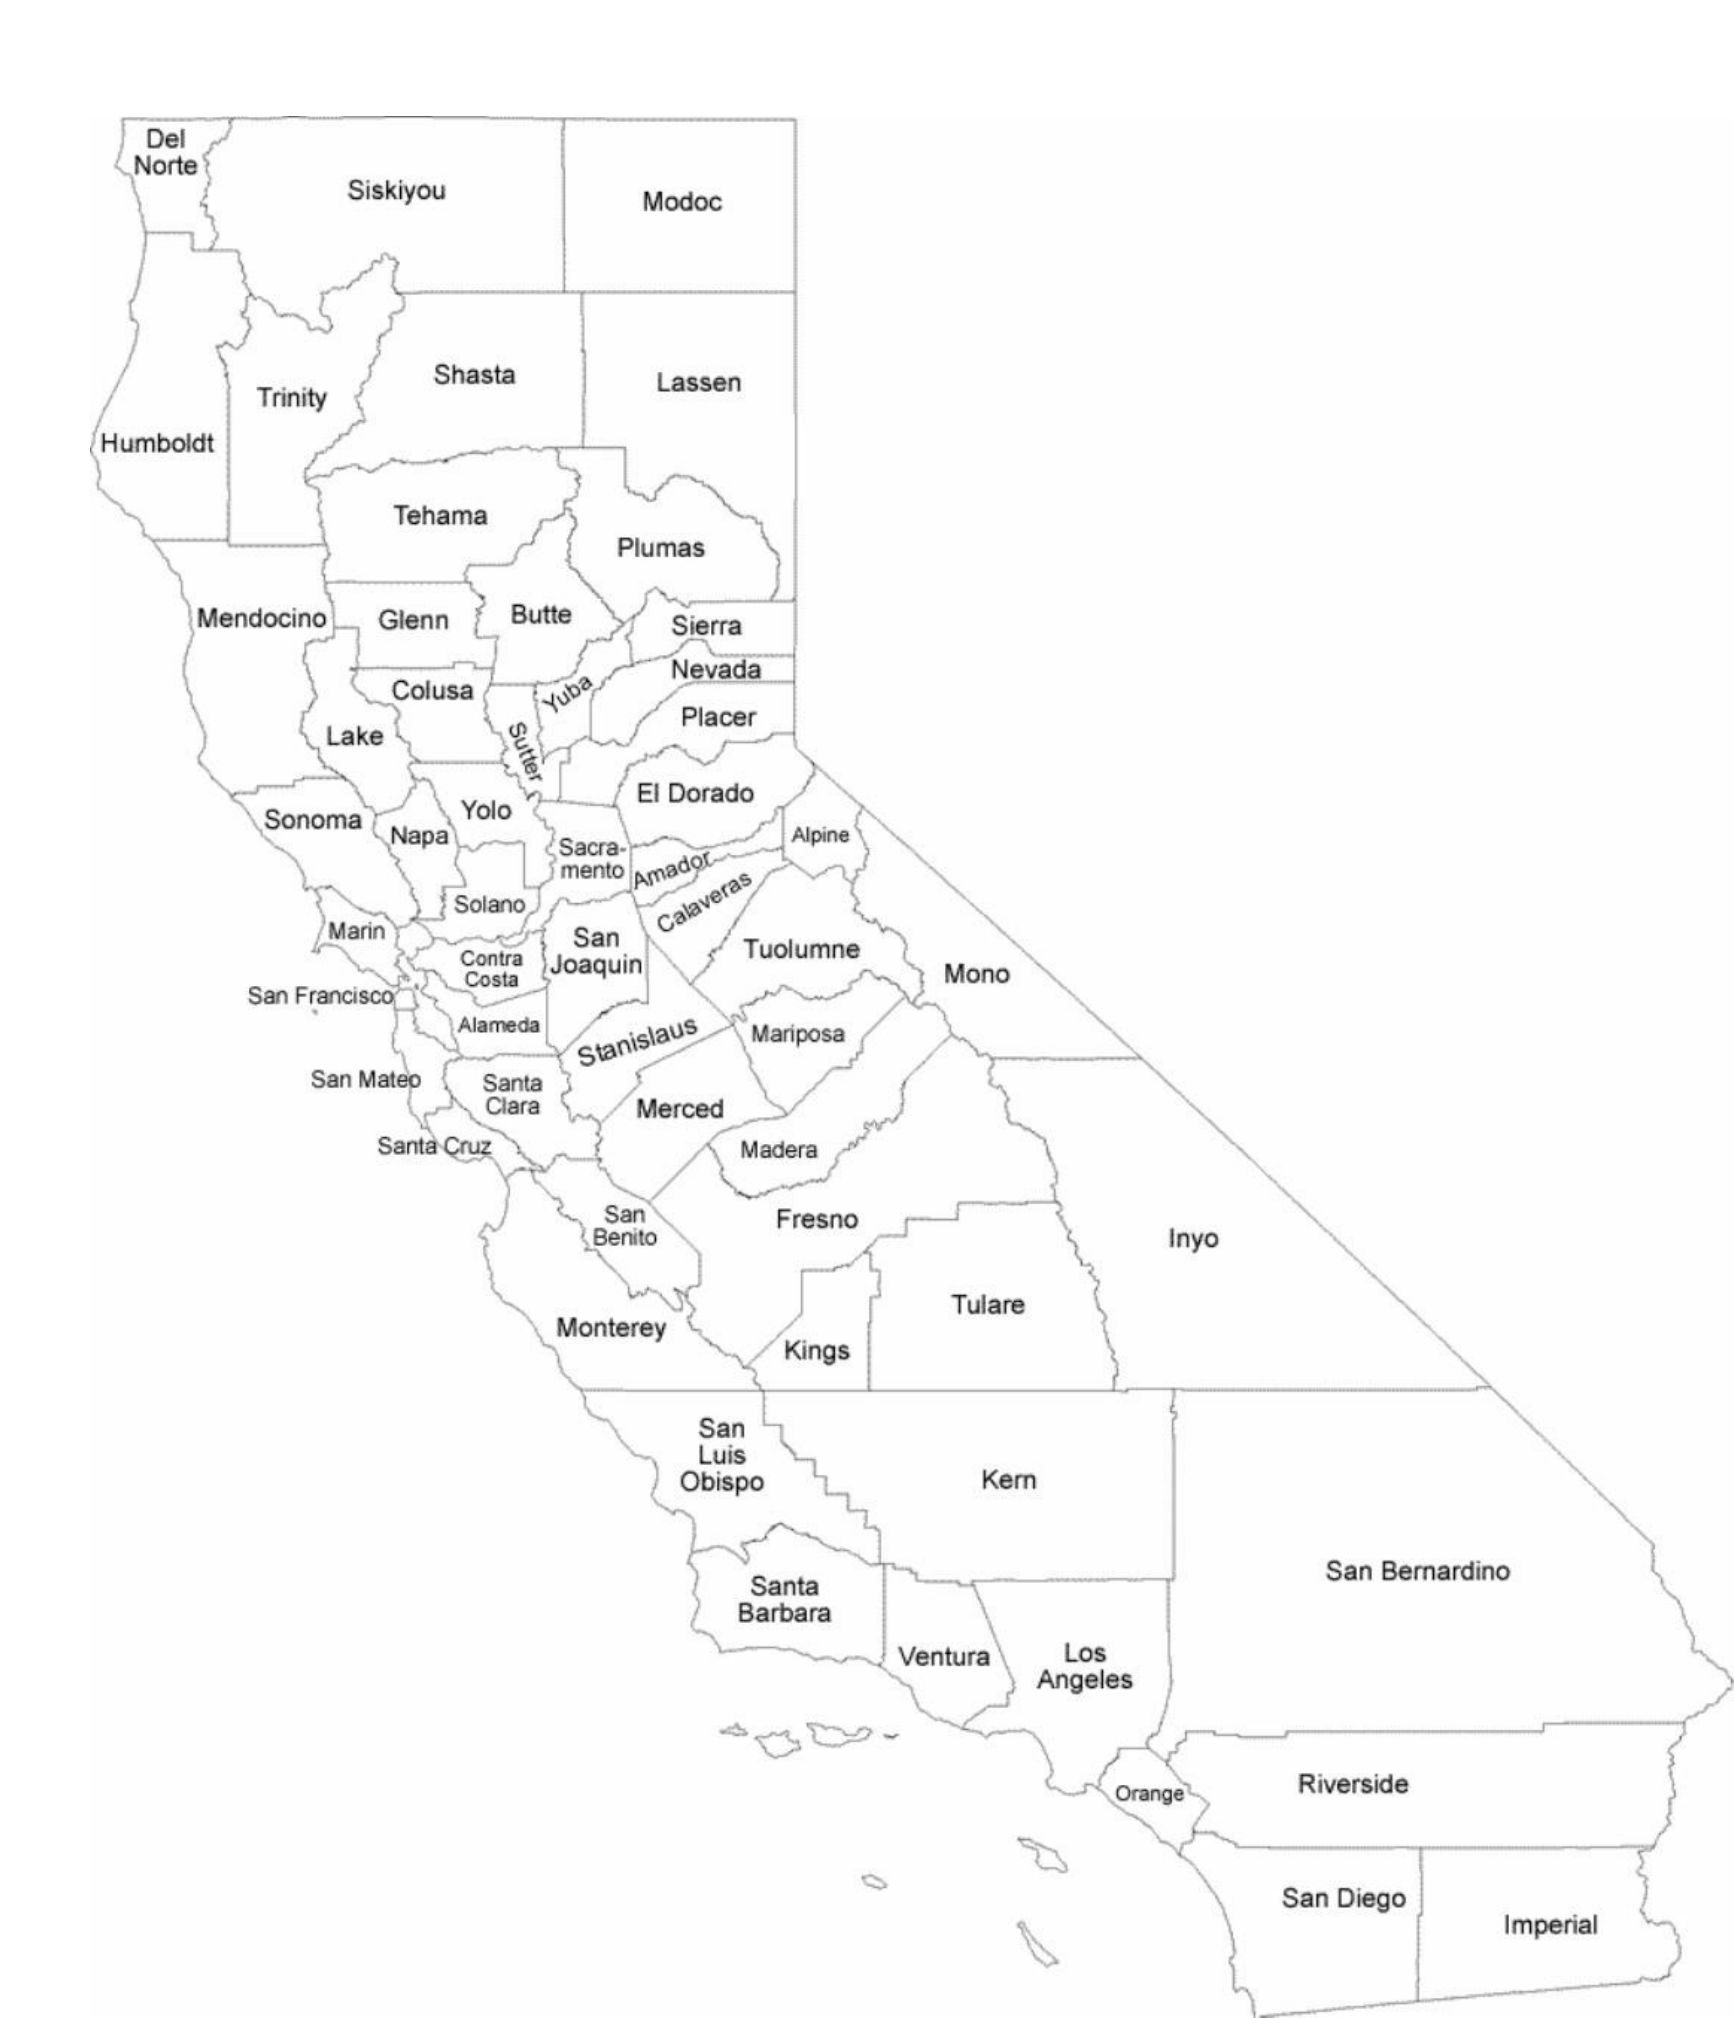 Del
Norte
Siskiyou
Modoc
Shasta
Lassen
Trinity
Humboldt
Tehama
Plumas
Mendocino
Glenn
Butte
Sierra
Nevada
Colusa
Yuba
Placer
Lake
Sutter
El Dorado
Yolo
Sonoma
Napa
Alpine
Sacra-
mento
Amador
Calaveras
Solano
Marin
San
Joaquin
Tuolumne
Contra
Costa
Mono
San Francisco
Alameda
Stanislaus
Mariposa
San Mateo
Santa
Clara
Merced
Santa Cruz
Madera
San
Benito
Fresno
Inyo
Tulare
Monterey
Kings
San
Luis
Obispo
Kern
San Bernardino
Santa
Barbara
Ventura
Los
Angeles
Orange
Riverside
San Diego
Imperial